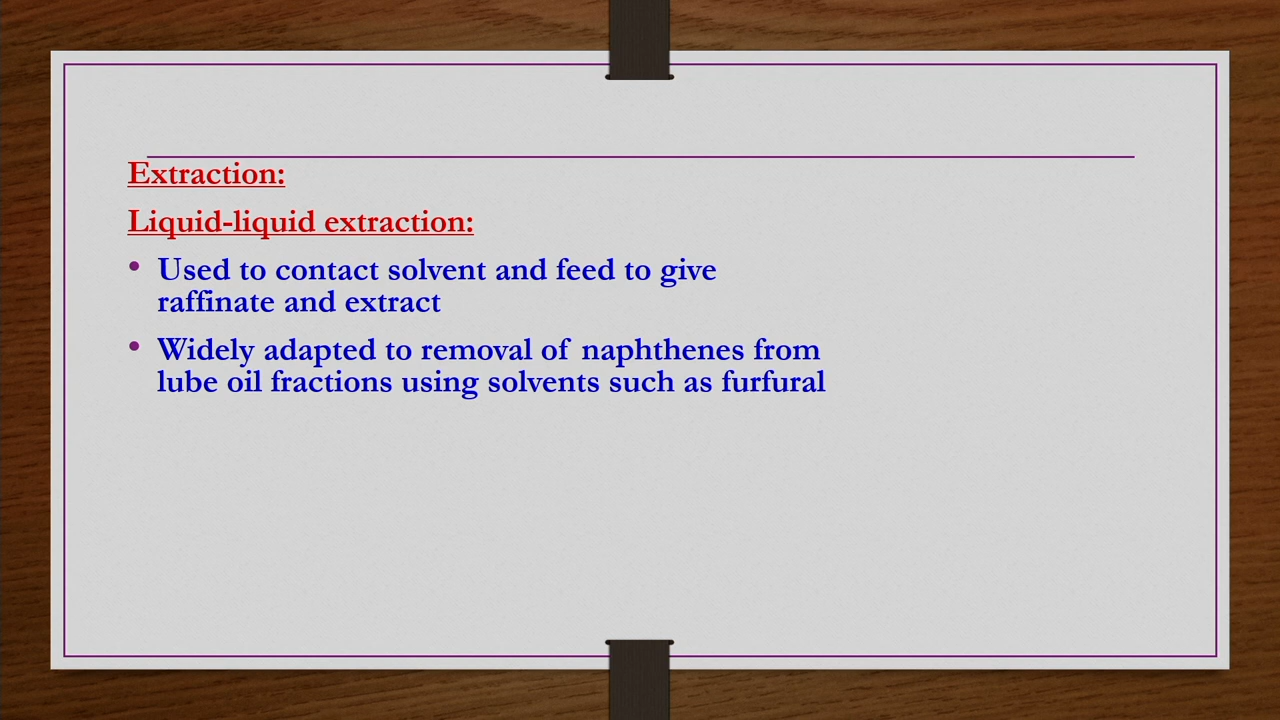 Extraction:
Liquid-liquid extraction:
• Used to contact solvent and feed to give
raffinate and extract
• Widely adapted to removal of naphthenes from
lube oil fractions using solvents such as furfural